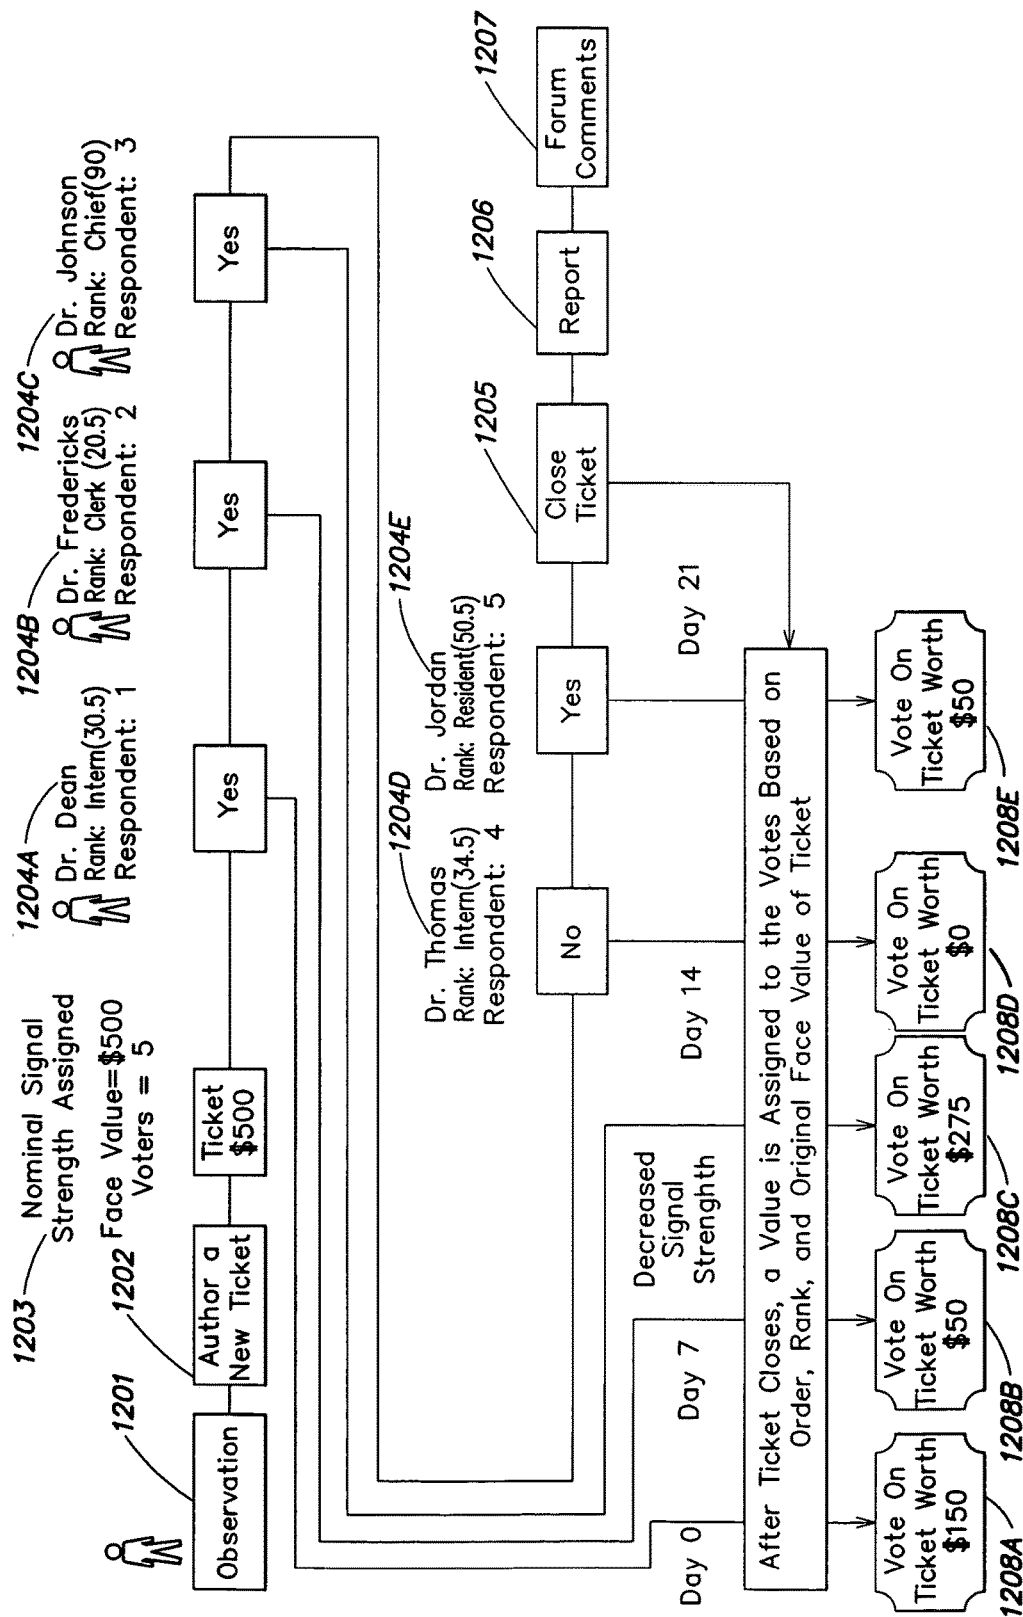 1203
Nominal Signal
Strength Assigned
1202
Face Value=$500
Voters = 5
1201
Observation
Author a
New Ticket
Ticket
$500
1204A
Dr. Dean
Rank: Intern(30.5)
Respondent: 1
Yes
1204B
Dr. Fredericks
Rank: Clerk (20.5)
Respondent: 2
Yes
1204C
Dr. Johnson
Rank: Chief(90)
Respondent: 3
Yes
1204D
Dr. Thomas
Rank: Intern(34.5)
Respondent: 4
No
1204E
Dr. Jordan
Rank: Resident(50.5)
Respondent: 5
Yes
1205
Close
Ticket
1206
Report
1207
Forum
Comments
Day 0
Day 7
Decreased
Signal
Strenghth
Day 14
Day 21
After Ticket Closes, a Value is Assigned to the Votes Based on
Order, Rank, and Original Face Value of Ticket
Vote On
Ticket Worth
$150
1208A
Vote On
Ticket Worth
$50
1208B
Vote On
Ticket Worth
$275
1208C
Vote On
Ticket Worth
$0
1208D
Vote On
Ticket Worth
$50
1208E